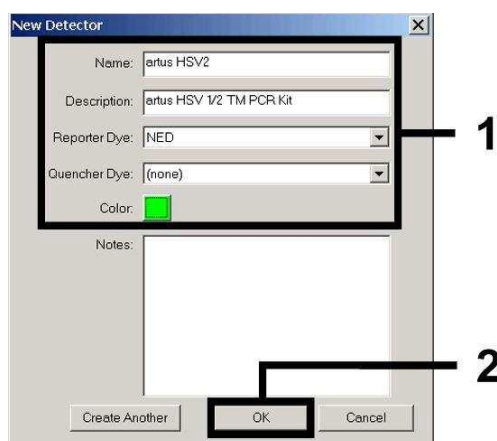 New Detector
Name: artus HSV2
Description: artus HSV 1/2 TM PCR Kit
Reporter Dye: NED
1
Quencher Dye: (none)
Color:
Notes:
2
Create Another OK Cancel